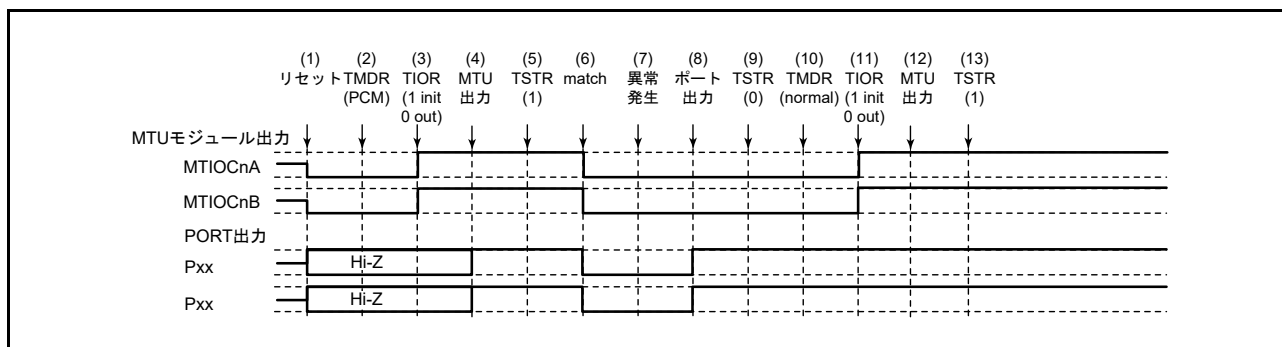 (1) (2) (3) (4) (5) (6) (7) (8) (9) (10) (11) (12) (13)
リセット TMDR TIOR MTU TSTR match 異常 ポート TSTR TMDR TIOR MTU TSTR
(PCM) (1 init 出力 (1) 発生 出力 (0) (normal) (1 init 出力 (1)
0 out) 0 out)
MTUモジュール出力
MTIOCnA
MTIOCnB
PORT出力
Pxx Hi-Z
Pxx Hi-Z